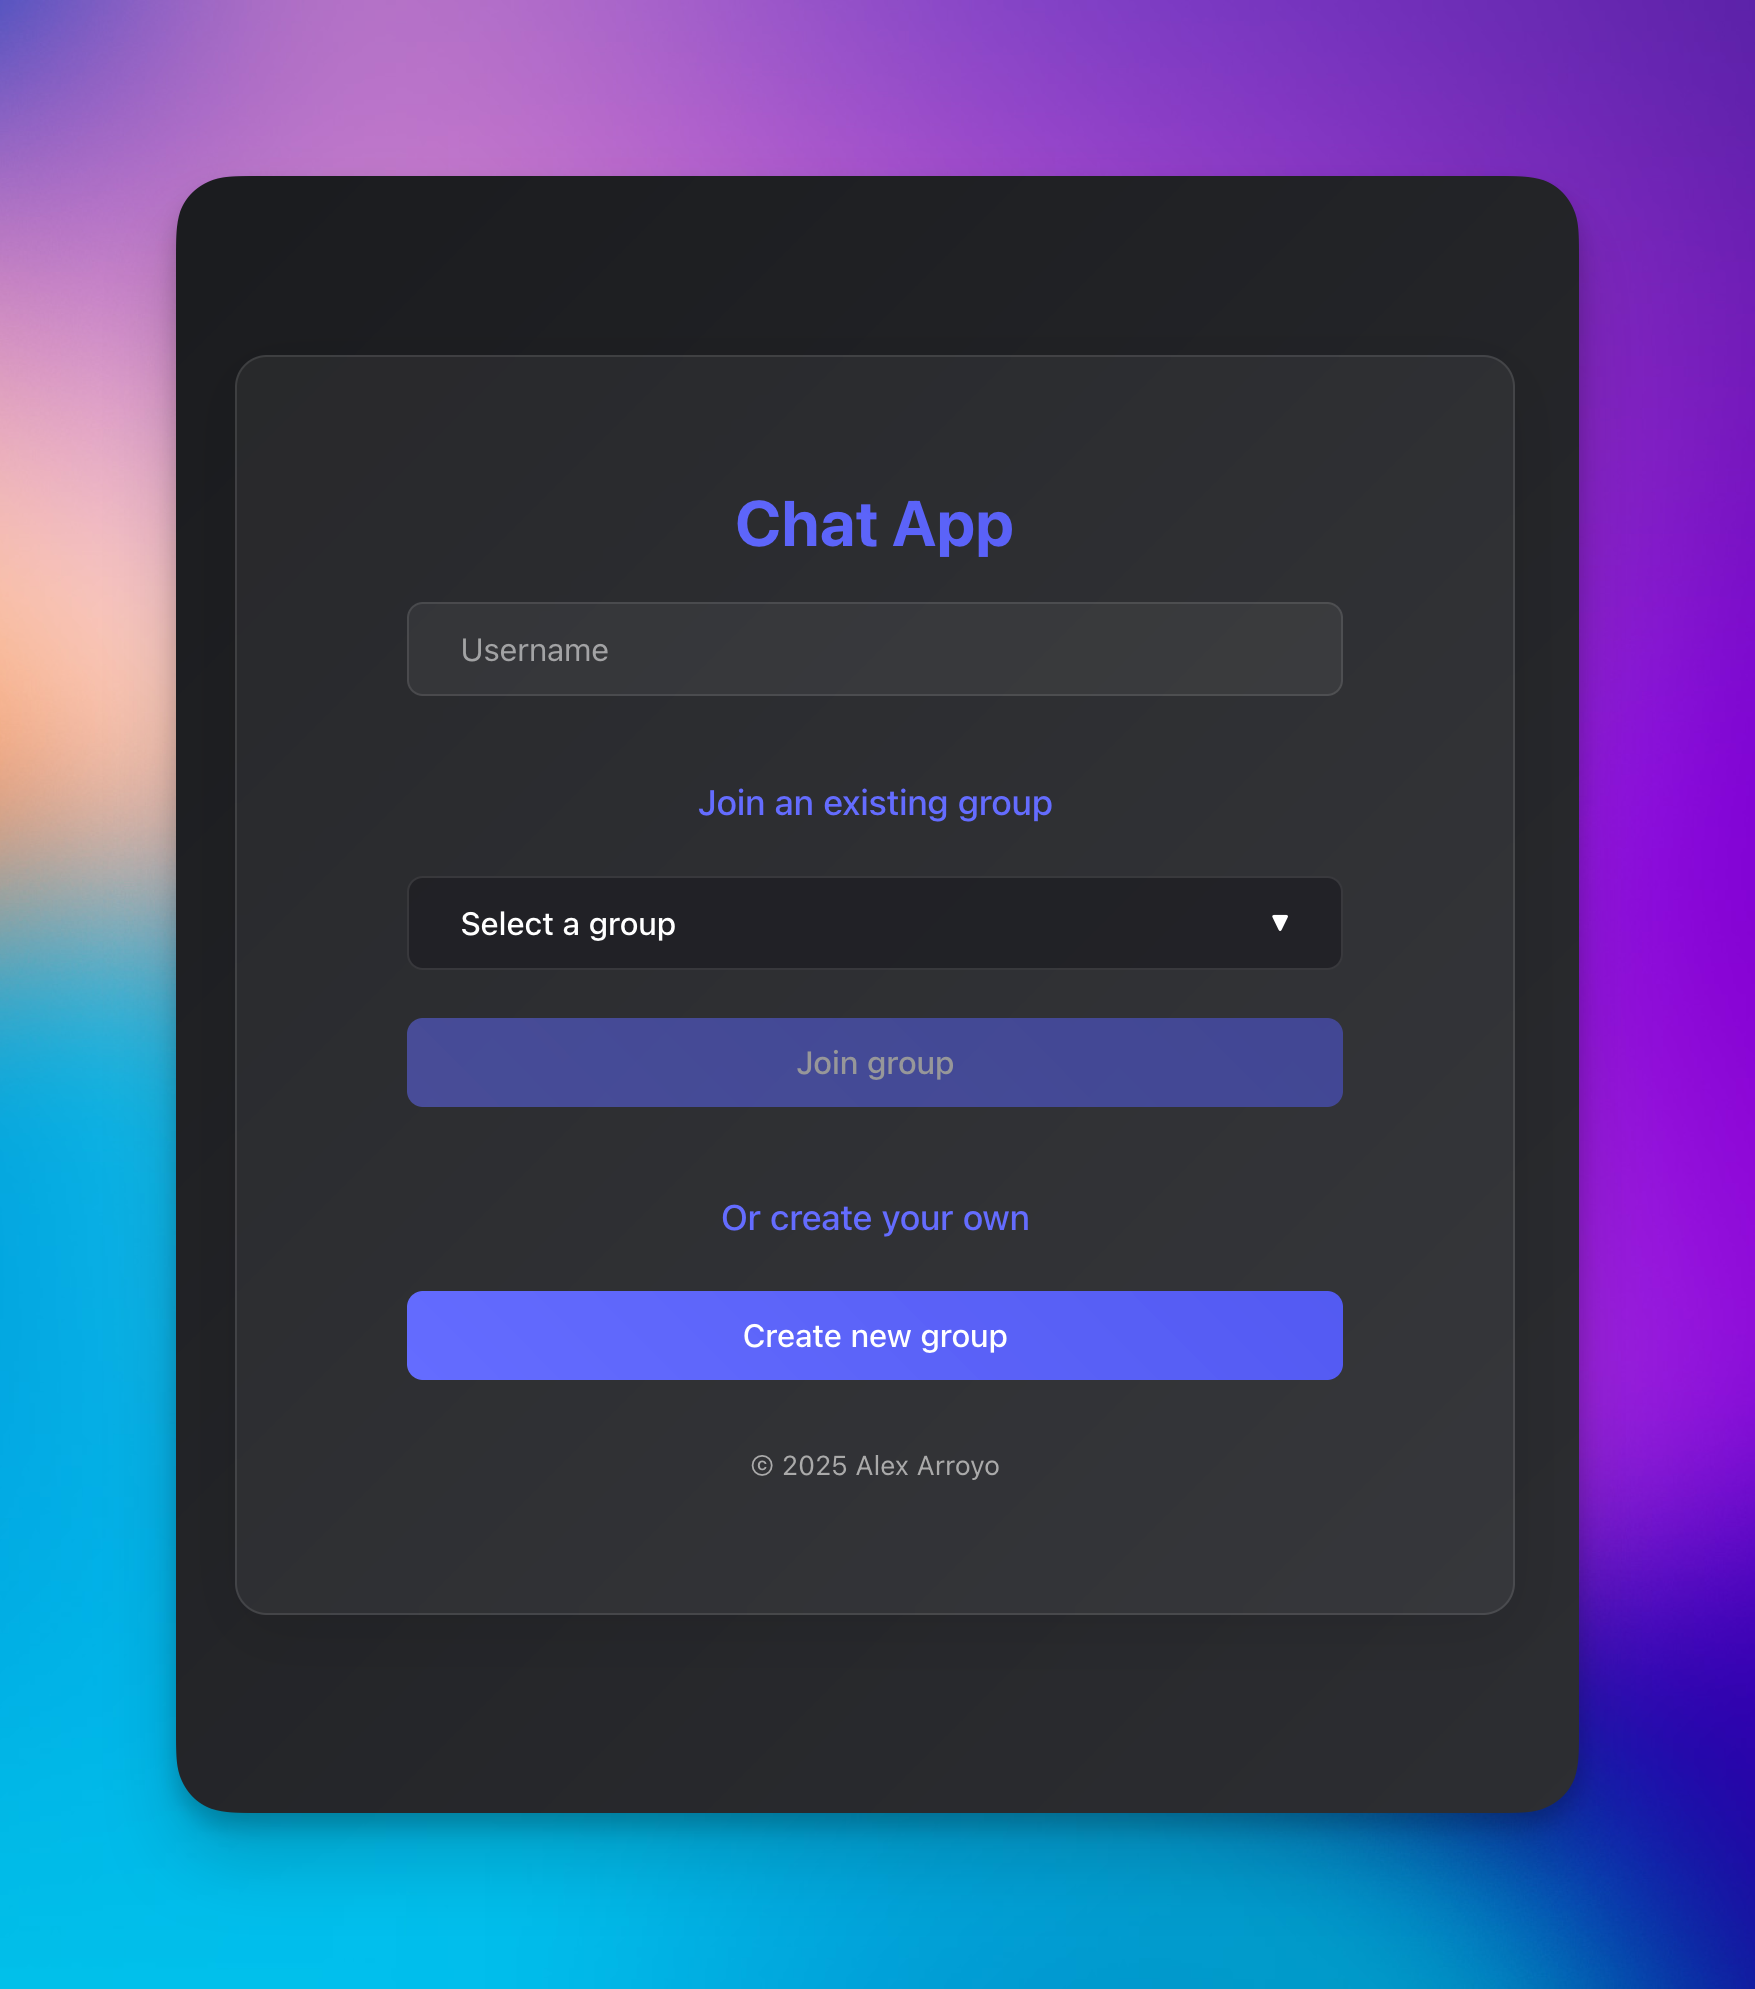 Chat App
Username
Join an existing group
Select a group ▼
Join group
Or create your own
Create new group
© 2025 Alex Arroyo